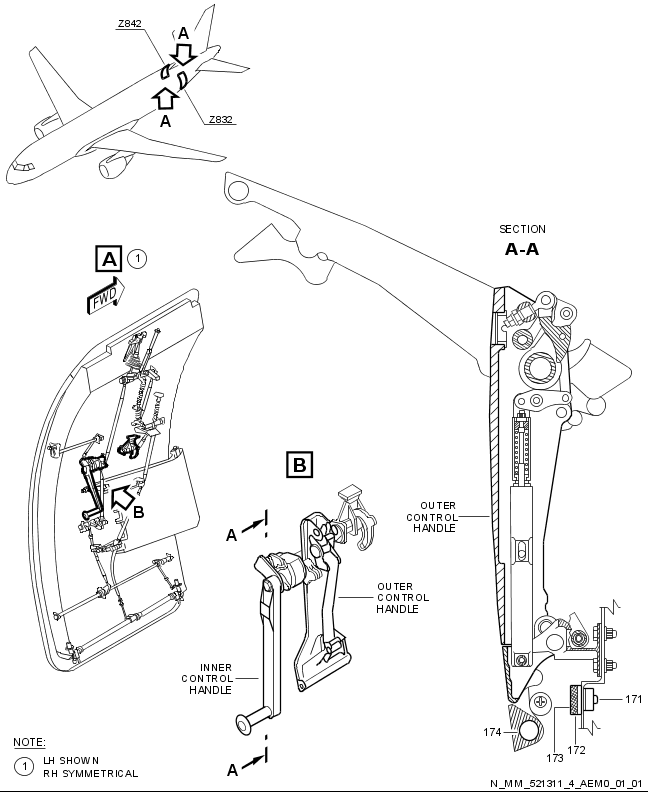 Z842
A
A
Z832
SECTION
A-A
A 1
FWD
B
B
OUTER
CONTROL
HANDLE
A
OUTER
CONTROL
HANDLE
INNER
CONTROL
HANDLE
171
174
172
173
NOTE:
1 LH SHOWN
RH SYMMETRICAL
A
N_MM_521311_4_AEM0_01_01